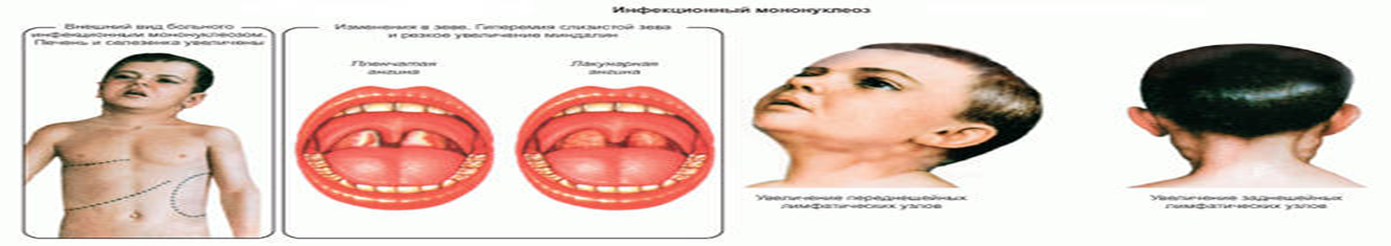 Инфекционный мононуклеоз
Внешний вид больного
инфекционным мононуклеозом.
Печень и селезенка увеличены
Изменения в зеве. Гиперемия слизистой зева
и резкое увеличение миндалин
Пленчатая
ангина
Лакунарная
ангина
Увеличение переднешейных
лимфатических узлов
Увеличение заднешейных
лимфатических узлов